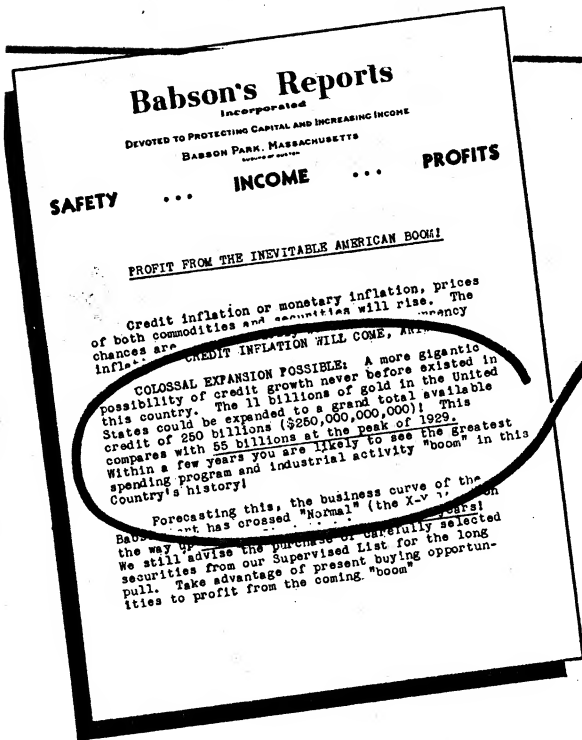 Babson's Reports
Incorporated
DEVOTED TO PROTECTING CAPITAL AND INCREASING INCOME
BABSON PARK, MASSACHUSETTS
SAFETY ... INCOME ... PROFITS
PROFIT FROM THE INEVITABLE AMERICAN BOOM!
Credit inflation or monetary inflation, prices
of both commodities and securities will rise. The
chances are
CREDIT INFLATION WILL COME,
COLOSSAL EXPANSION POSSIBLE: A more gigantic
possibility of credit growth never before existed in
this country. The 11 billions of gold in the United
States could be expanded to a grand total available
credit of 250 billions ($250,000,000,000)! This
compares with 55 billions at the peak of 1929.
Within a few years you are likely to see the greatest
spending program and industrial activity "boom" in this
Country's history!
Forecasting this, the business curve of the
has crossed "Normal" (the X-Y
the way years!
We still advise the purchase of carefully selected
securities from our Supervised List for the long
pull. Take advantage of present buying opportun-
ities to profit from the coming "boom"